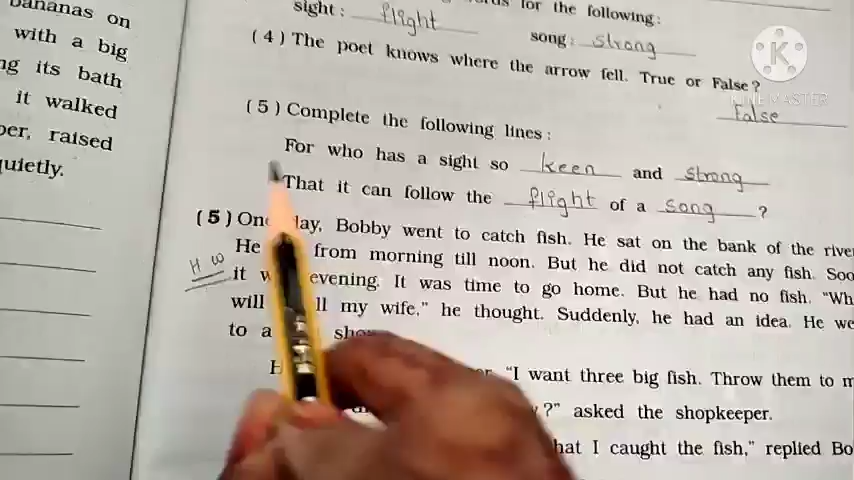 bananas on
with a big
ng its bath
it walked
per, raised
quietly.
for the following:
sight: flight song: strong
(4) The poet knows where the arrow fell. True or False?
False
(5) Complete the following lines:
For who has a sight so keen and strong
That it can follow the flight of a song?
(5) One day, Bobby went to catch fish. He sat on the bank of the rive
He from morning till noon. But he did not catch any fish. Soo
H W
it w evening. It was time to go home. But he had no fish. "Wh
will ll my wife," he thought. Suddenly, he had an idea. He we
to a sho
H "I want three big fish. Throw them to m
?" asked the shopkeeper.
hat I caught the fish," replied Bo
KINEMASTER